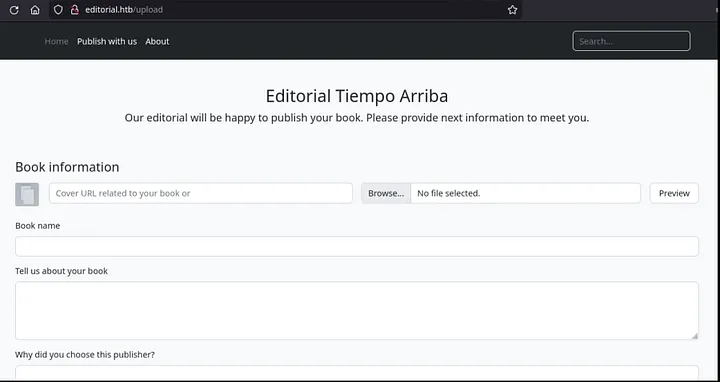 editorial.htb/upload
Home Publish with us About Search...
Editorial Tiempo Arriba
Our editorial will be happy to publish your book. Please provide next information to meet you.
Book information
Cover URL related to your book or Browse... No file selected. Preview
Book name
Tell us about your book
Why did you choose this publisher?